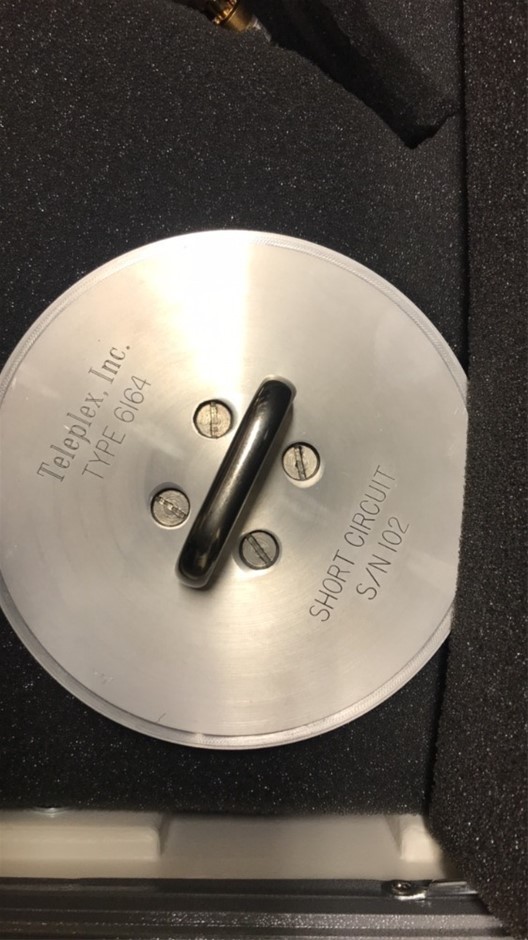 Teleplex, Inc.
TYPE 6164
SHORT CIRCUIT
S/N 102